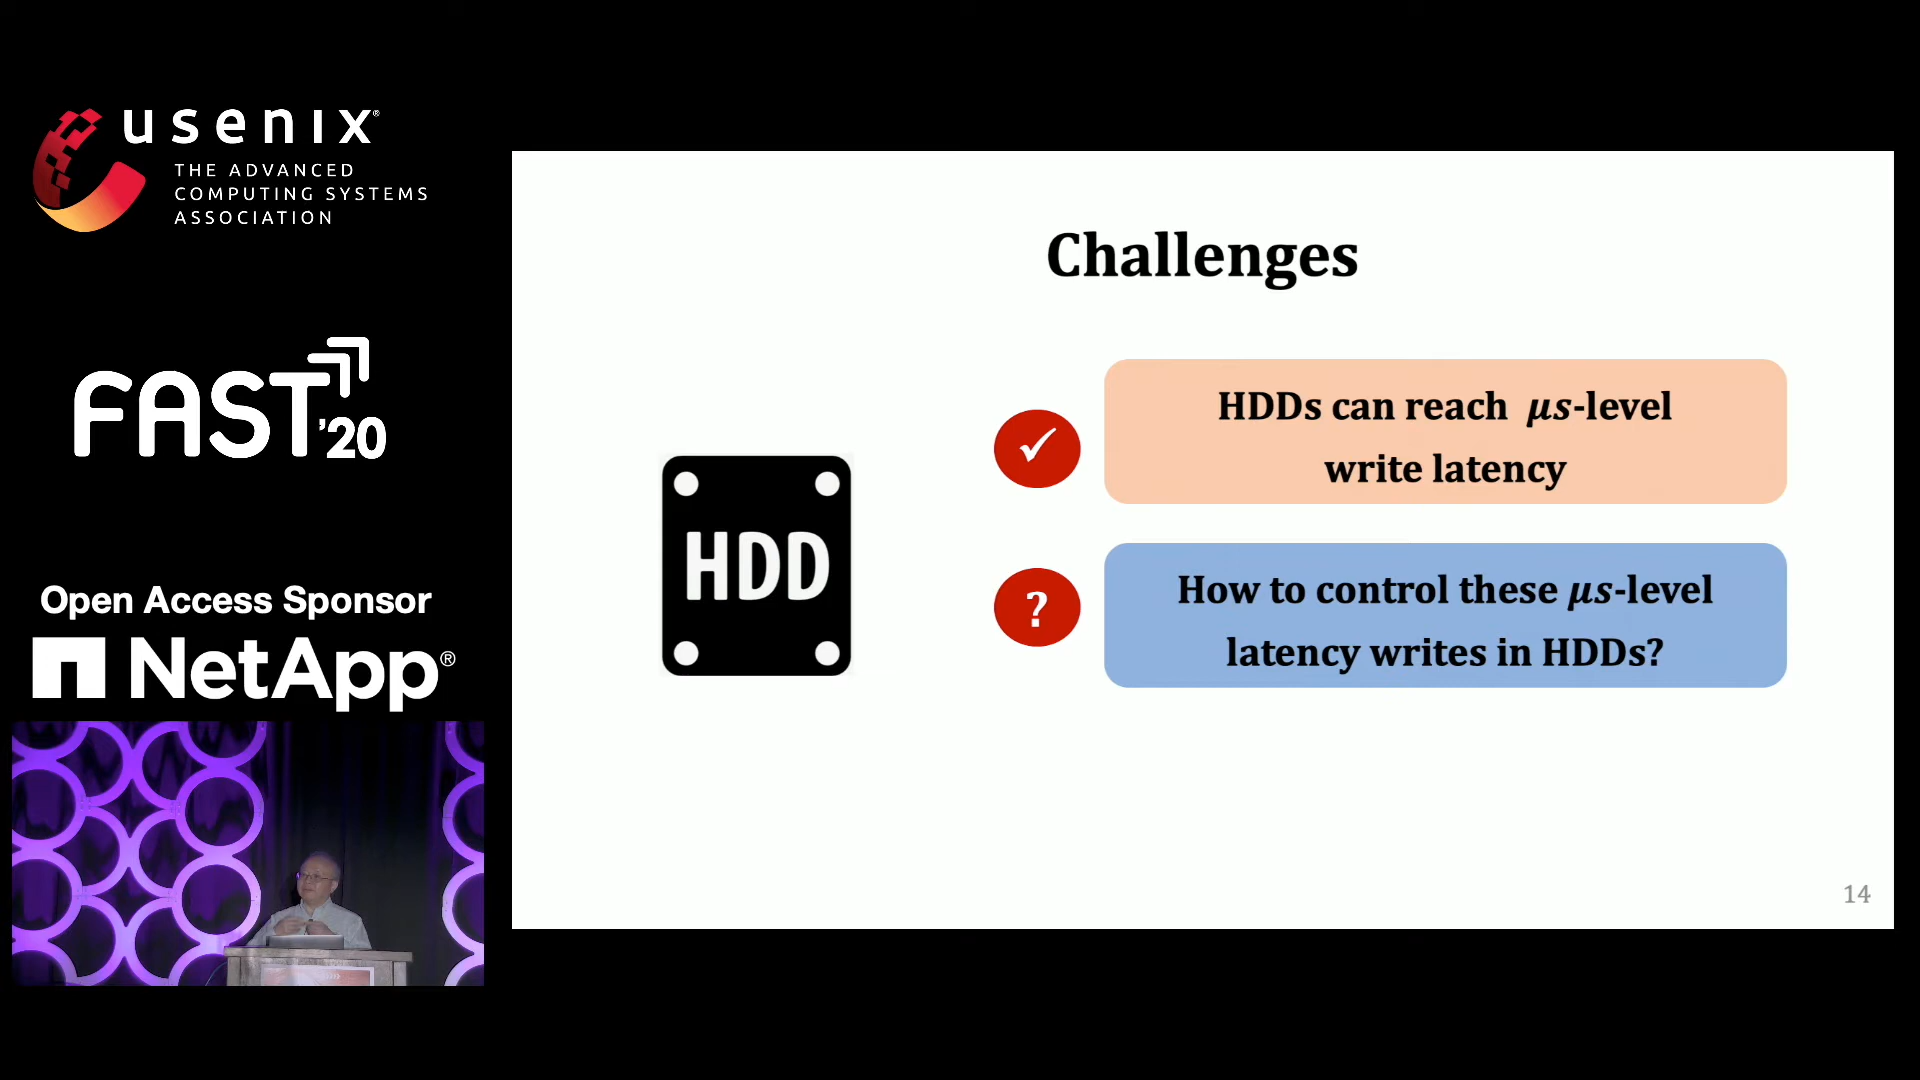 usenix®
THE ADVANCED
COMPUTING SYSTEMS
ASSOCIATION
FAST '20
Open Access Sponsor
NetApp®
Challenges
HDD
✓
HDDs can reach μs-level
write latency
?
How to control these μs-level
latency writes in HDDs?
14